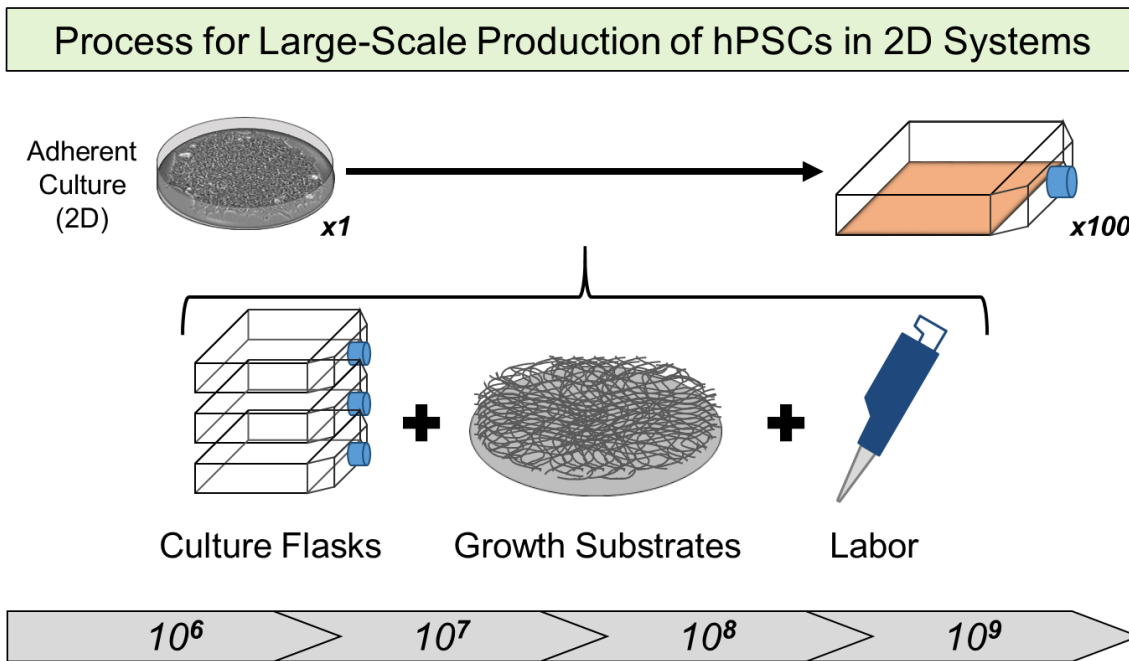 Process for Large-Scale Production of hPSCs in 2D Systems
Adherent
Culture
(2D)
x1
x100
Culture Flasks
Growth Substrates
Labor
10⁶
10⁷
10⁸
10⁹